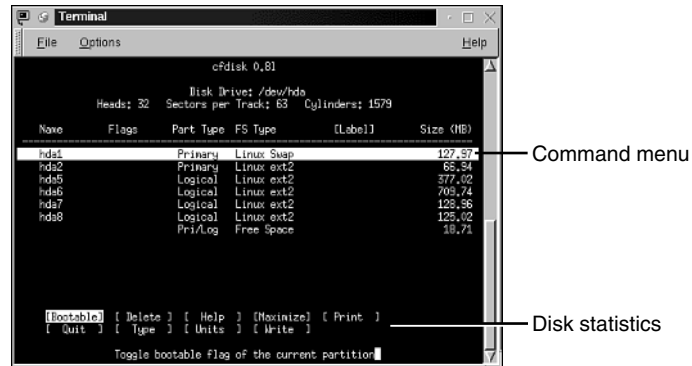 Terminal
File Options Help
cfdisk 0.81
Disk Drive: /dev/hda
Heads: 32 Sectors per Track: 63 Cylinders: 1579
Name Flags Part Type FS Type [Label] Size (MB)
hda1 Primary Linux Swap 127.97
hda2 Primary Linux ext2 66.94
hda5 Logical Linux ext2 377.02
hda6 Logical Linux ext2 709.74
hda7 Logical Linux ext2 128.96
hda8 Logical Linux ext2 125.02
Pri/Log Free Space 18.71
[Bootable] [ Delete ] [ Help ] [Maximize] [ Print ]
[ Quit ] [ Type ] [ Units ] [ Write ]
Toggle bootable flag of the current partition
Command menu
Disk statistics